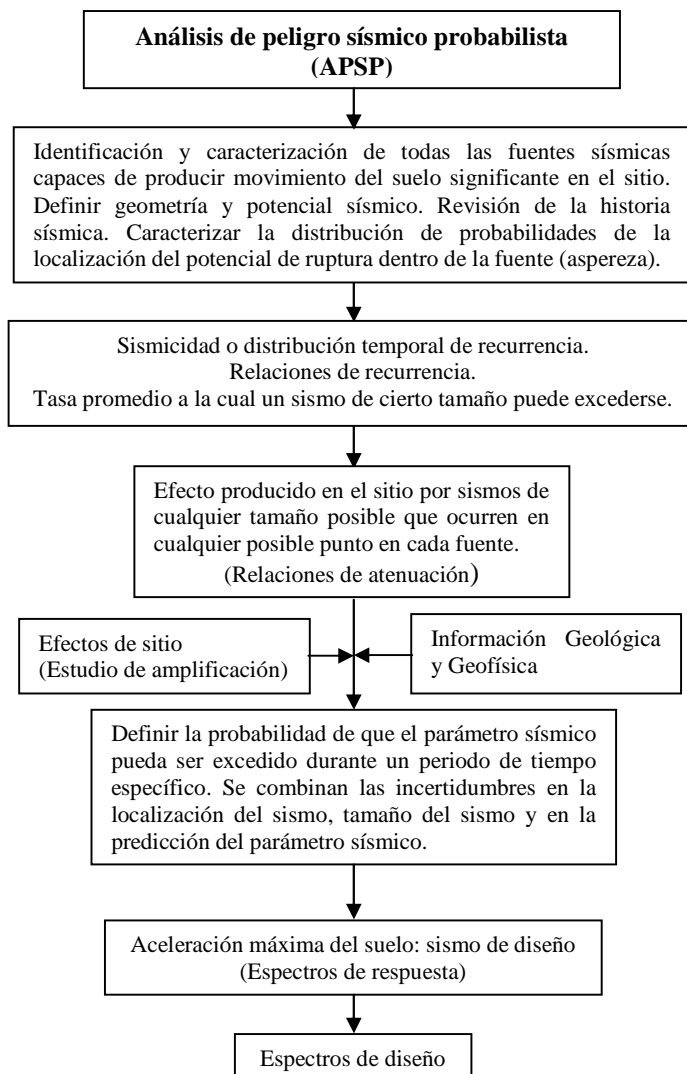 Análisis de peligro sísmico probabilista
(APSP)
Identificación y caracterización de todas las fuentes sísmicas
capaces de producir movimiento del suelo significante en el sitio.
Definir geometría y potencial sísmico. Revisión de la historia
sísmica. Caracterizar la distribución de probabilidades de la
localización del potencial de ruptura dentro de la fuente (aspereza).
Sismicidad o distribución temporal de recurrencia.
Relaciones de recurrencia.
Tasa promedio a la cual un sismo de cierto tamaño puede excederse.
Efecto producido en el sitio por sismos de
cualquier tamaño posible que ocurren en
cualquier posible punto en cada fuente.
(Relaciones de atenuación)
Efectos de sitio
(Estudio de amplificación)
Información Geológica
y Geofísica
Definir la probabilidad de que el parámetro sísmico
pueda ser excedido durante un periodo de tiempo
específico. Se combinan las incertidumbres en la
localización del sismo, tamaño del sismo y en la
predicción del parámetro sísmico.
Aceleración máxima del suelo: sismo de diseño
(Espectros de respuesta)
Espectros de diseño